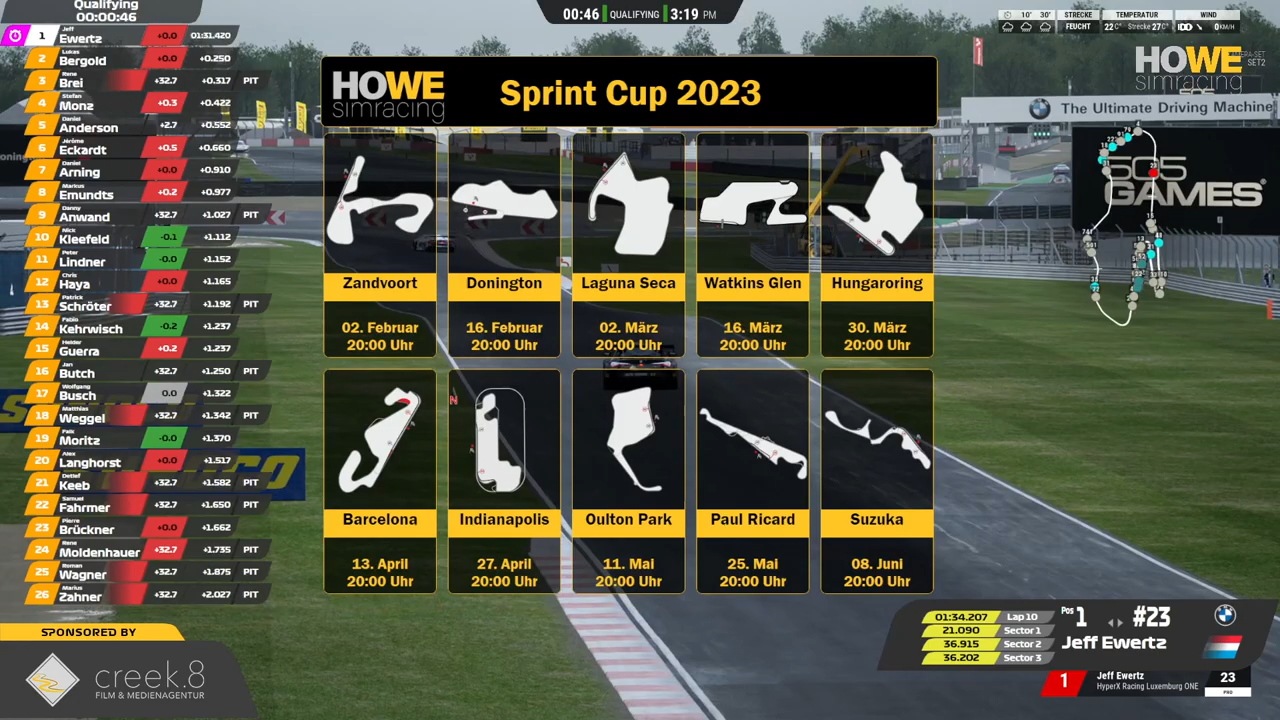 Qualifying
00:00:46
1 Jeff Ewertz +0.0 01:31.420
2 Lukas Bergold +0.0 +0.250
3 Rene Brei +32.7 +0.317 PIT
4 Stefan Monz +0.3 +0.422
5 Daniel Anderson +2.7 +0.552
6 Jérôme Eckardt +0.5 +0.660
7 Daniel Arning +0.0 +0.910
8 Markus Emundts +0.2 +0.977
9 Danny Anwand +32.7 +1.027 PIT
10 Nick Kleefeld -0.1 +1.112
11 Peter Lindner -0.0 +1.152
12 Chris Haya +0.0 +1.165
13 Patrick Schröter +32.7 +1.192 PIT
14 Fabio Kehrwisch -0.2 +1.237
15 Helder Guerra +0.2 +1.237
16 Jan Butch +32.7 +1.250 PIT
17 Wolfgang Busch 0.0 +1.322
18 Matthias Weggel +32.7 +1.342 PIT
19 Falk Moritz -0.0 +1.370
20 Alex Langhorst +0.0 +1.517
21 Detlef Keeb +32.7 +1.582 PIT
22 Samuel Fahrmer +32.7 +1.650 PIT
23 Pierre Brückner +0.0 +1.662
24 Rene Moldenhauer +32.7 +1.735 PIT
25 Roman Wagner +32.7 +1.875 PIT
26 Marius Zahner +32.7 +2.027 PIT
SPONSORED BY
creek.8
FILM & MEDIENAGENTUR
00:46 QUALIFYING 3:19 PM
10' 30' STRECKE TEMPERATUR WIND
FEUCHT 22C° Strecke 27C° 0 KM/H
HOWE
simracing
SET2
The Ultimate Driving Machine
505
GAMES
HOWE
simracing
Sprint Cup 2023
Zandvoort Donington Laguna Seca Watkins Glen Hungaroring
02. Februar 16. Februar 02. März 16. März 30. März
20:00 Uhr 20:00 Uhr 20:00 Uhr 20:00 Uhr 20:00 Uhr
N
Barcelona Indianapolis Oulton Park Paul Ricard Suzuka
13. April 27. April 11. Mai 25. Mai 08. Juni
20:00 Uhr 20:00 Uhr 20:00 Uhr 20:00 Uhr 20:00 Uhr
01:34.207 Lap 10
21.090 Sector 1
36.915 Sector 2
36.202 Sector 3
Pos 1 #23
Jeff Ewertz
1 Jeff Ewertz 23
HyperX Racing Luxemburg ONE PRO